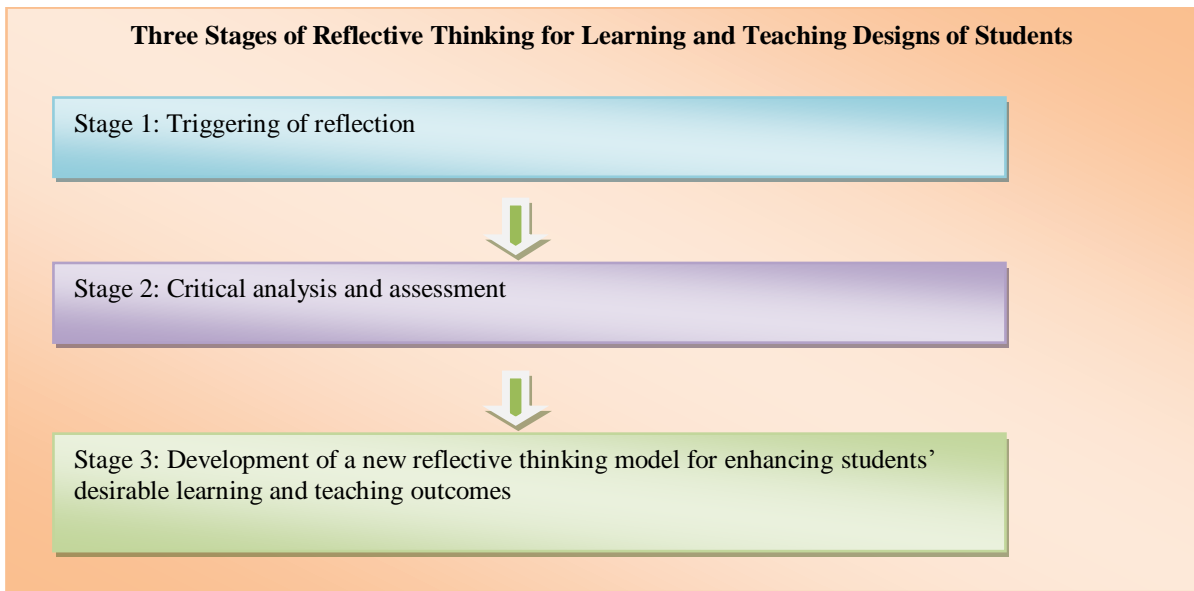 Three Stages of Reflective Thinking for Learning and Teaching Designs of Students
Stage 1: Triggering of reflection
Stage 2: Critical analysis and assessment
Stage 3: Development of a new reflective thinking model for enhancing students’
desirable learning and teaching outcomes